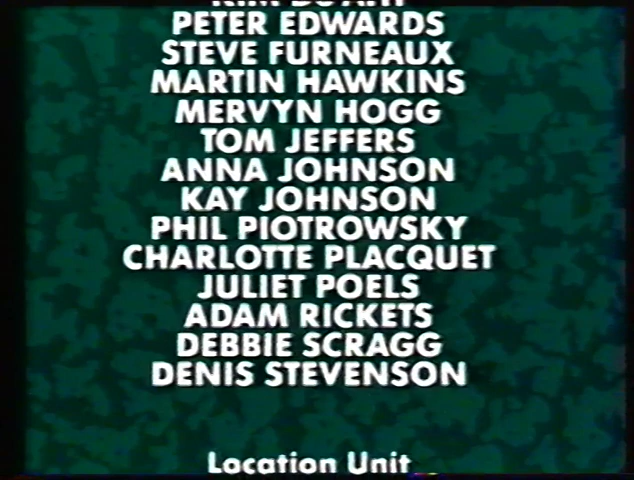 PETER EDWARDS
STEVE FURNEAUX
MARTIN HAWKINS
MERVYN HOGG
TOM JEFFERS
ANNA JOHNSON
KAY JOHNSON
PHIL PIOTROWSKY
CHARLOTTE PLACQUET
JULIET POELS
ADAM RICKETS
DEBBIE SCRAGG
DENIS STEVENSON
Location Unit